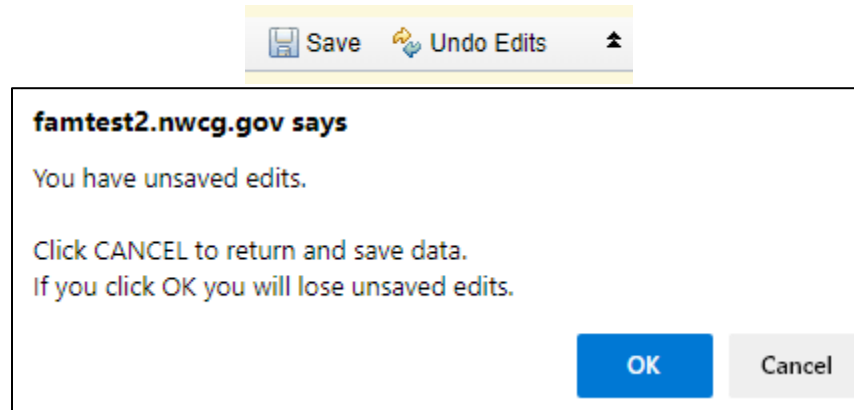 Save Undo Edits
famtest2.nwcg.gov says
You have unsaved edits.
Click CANCEL to return and save data.
If you click OK you will lose unsaved edits.
OK Cancel